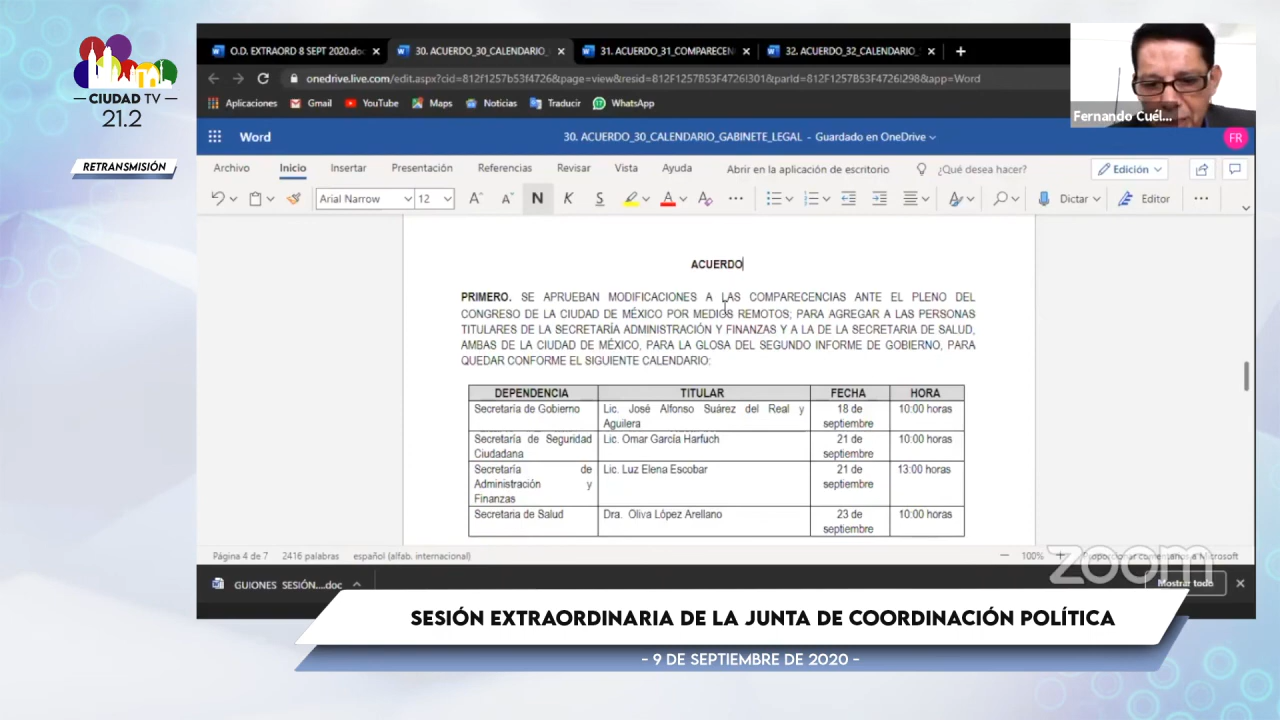 CIUDAD TV
21.2
RETRANSMISIÓN
O.D. EXTRAORD 8 SEPT 2020.doc
30. ACUERDO_30_CALENDARIO_
31. ACUERDO_31_COMPARECEN
32. ACUERDO_32_CALENDARIO_
onedrive.live.com/edit.aspx?cid=812f1257b53f4726&page=view&resid=812F1257B53F4726!301&parId=812F1257B53F4726!298&app=Word
Aplicaciones Gmail YouTube Maps Noticias Traducir WhatsApp
Fernando Cuél...
Word 30. ACUERDO_30_CALENDARIO_GABINETE_LEGAL - Guardado en OneDrive FR
Archivo Inicio Insertar Presentación Referencias Revisar Vista Ayuda Abrir en la aplicación de escritorio ¿Qué desea hacer? Edición
Arial Narrow 12 N K S Dictar Editor
ACUERDO
PRIMERO. SE APRUEBAN MODIFICACIONES A LAS COMPARECENCIAS ANTE EL PLENO DEL
CONGRESO DE LA CIUDAD DE MÉXICO POR MEDIOS REMOTOS; PARA AGREGAR A LAS PERSONAS
TITULARES DE LA SECRETARÍA ADMINISTRACIÓN Y FINANZAS Y A LA DE LA SECRETARIA DE SALUD,
AMBAS DE LA CIUDAD DE MÉXICO, PARA LA GLOSA DEL SEGUNDO INFORME DE GOBIERNO, PARA
QUEDAR CONFORME EL SIGUIENTE CALENDARIO:
DEPENDENCIA TITULAR FECHA HORA
Secretaría de Gobierno Lic. José Alfonso Suárez del Real y 18 de 10:00 horas
Aguilera septiembre
Secretaría de Seguridad Lic. Omar García Harfuch 21 de 10:00 horas
Ciudadana septiembre
Secretaría de Lic. Luz Elena Escobar 21 de 13:00 horas
Administración y septiembre
Finanzas
Secretaria de Salud Dra. Oliva López Arellano 23 de 10:00 horas
septiembre
Página 4 de 7 2416 palabras español (alfab. internacional) 100% Proporcionar comentarios a Microsoft
zoom
GUIONES SESIÓN....doc Mostrar todo
SESIÓN EXTRAORDINARIA DE LA JUNTA DE COORDINACIÓN POLÍTICA
- 9 DE SEPTIEMBRE DE 2020 -